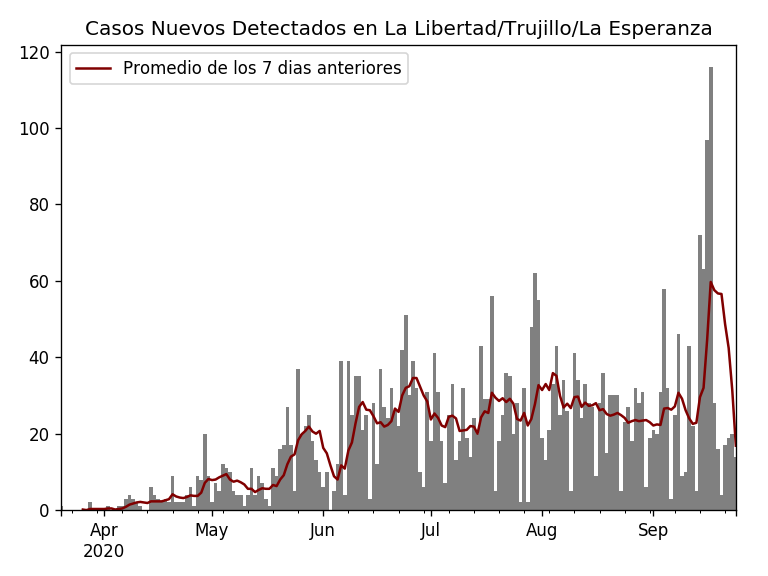 Casos Nuevos Detectados en La Libertad/Trujillo/La Esperanza
Promedio de los 7 dias anteriores
120
100
80
60
40
20
0
Apr May Jun Jul Aug Sep
2020